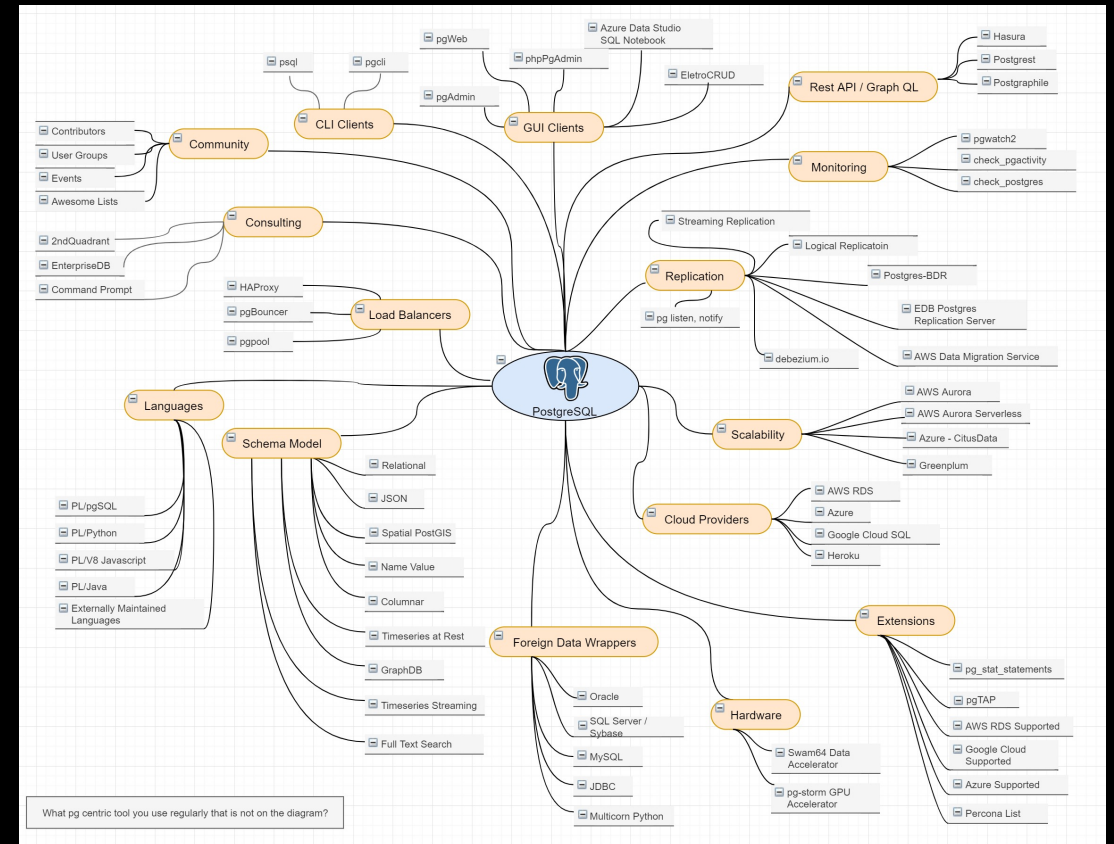 Azure Data Studio
SQL Notebook
pgWeb
phpPgAdmin
psql
pgcli
EletroCRUD
pgAdmin
CLI Clients
GUI Clients
Hasura
Postgrest
Postgraphile
Rest API / Graph QL
Contributors
User Groups
Events
Awesome Lists
Community
pgwatch2
check_pgactivity
check_postgres
Monitoring
Consulting
2ndQuadrant
EnterpriseDB
Command Prompt
Streaming Replication
Logical Replicatoin
Replication
Postgres-BDR
EDB Postgres
Replication Server
pg listen, notify
debezium.io
AWS Data Migration Service
HAProxy
pgBouncer
pgpool
Load Balancers
PostgreSQL
Languages
PL/pgSQL
PL/Python
PL/V8 Javascript
PL/Java
Externally Maintained
Languages
Schema Model
Relational
JSON
Spatial PostGIS
Name Value
Columnar
Timeseries at Rest
GraphDB
Timeseries Streaming
Full Text Search
Scalability
AWS Aurora
AWS Aurora Serverless
Azure - CitusData
Greenplum
Cloud Providers
AWS RDS
Azure
Google Cloud SQL
Heroku
Foreign Data Wrappers
Oracle
SQL Server /
Sybase
MySQL
JDBC
Multicorn Python
Hardware
Swam64 Data
Accelerator
pg-storm GPU
Accelerator
Extensions
pg_stat_statements
pgTAP
AWS RDS Supported
Google Cloud
Supported
Azure Supported
Percona List
What pg centric tool you use regularly that is not on the diagram?